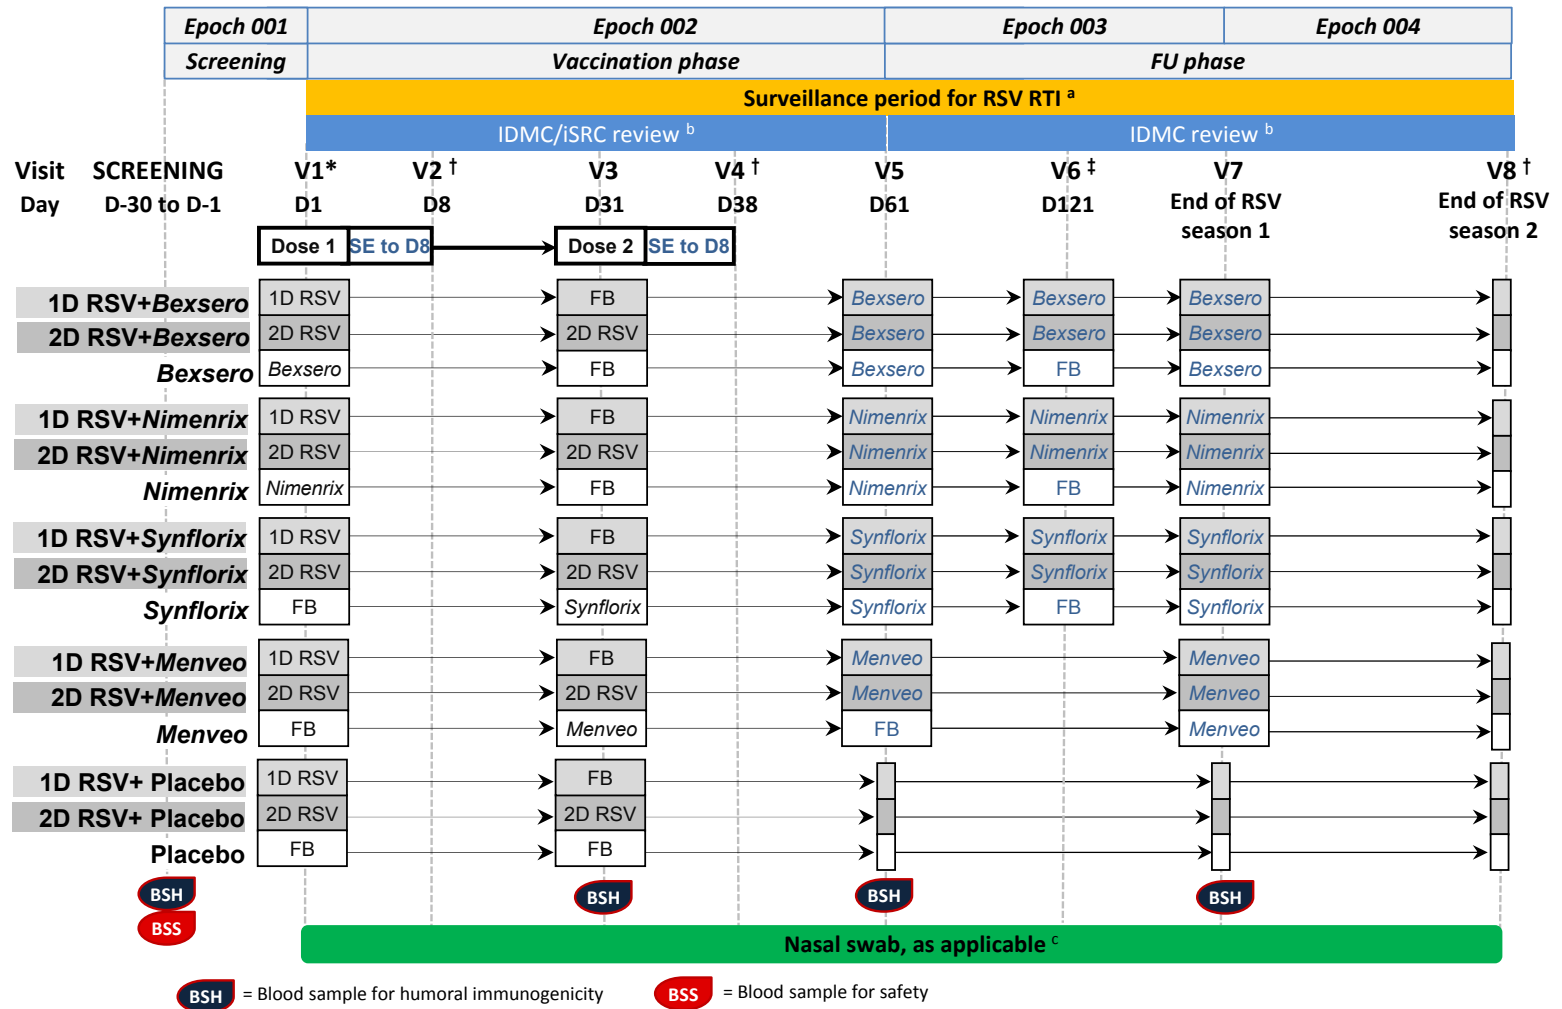 Epoch 001 Epoch 002 Epoch 003 Epoch 004
Screening Vaccination phase FU phase
Surveillance period for RSV RTI a
IDMC/iSRC review b IDMC review b
Visit SCREENING V1* V2 † V3 V4 † V5 V6 ‡ V7 V8 †
Day D-30 to D-1 D1 D8 D31 D38 D61 D121 End of RSV season 1 End of RSV season 2
Dose 1 SE to D8 Dose 2 SE to D8
1D RSV+Bexsero 1D RSV FB Bexsero Bexsero Bexsero
2D RSV+Bexsero 2D RSV 2D RSV Bexsero Bexsero Bexsero
Bexsero Bexsero FB Bexsero FB Bexsero
1D RSV+Nimenrix 1D RSV FB Nimenrix Nimenrix Nimenrix
2D RSV+Nimenrix 2D RSV 2D RSV Nimenrix Nimenrix Nimenrix
Nimenrix Nimenrix FB Nimenrix FB Nimenrix
1D RSV+Synflorix 1D RSV FB Synflorix Synflorix Synflorix
2D RSV+Synflorix 2D RSV 2D RSV Synflorix Synflorix Synflorix
Synflorix FB Synflorix Synflorix FB Synflorix
1D RSV+Menveo 1D RSV FB Menveo Menveo
2D RSV+Menveo 2D RSV 2D RSV Menveo Menveo
Menveo FB Menveo FB Menveo
1D RSV+ Placebo 1D RSV FB
2D RSV+ Placebo 2D RSV 2D RSV
Placebo FB FB
BSH BSH BSH BSH
BSS
Nasal swab, as applicable c
BSH = Blood sample for humoral immunogenicity BSS = Blood sample for safety